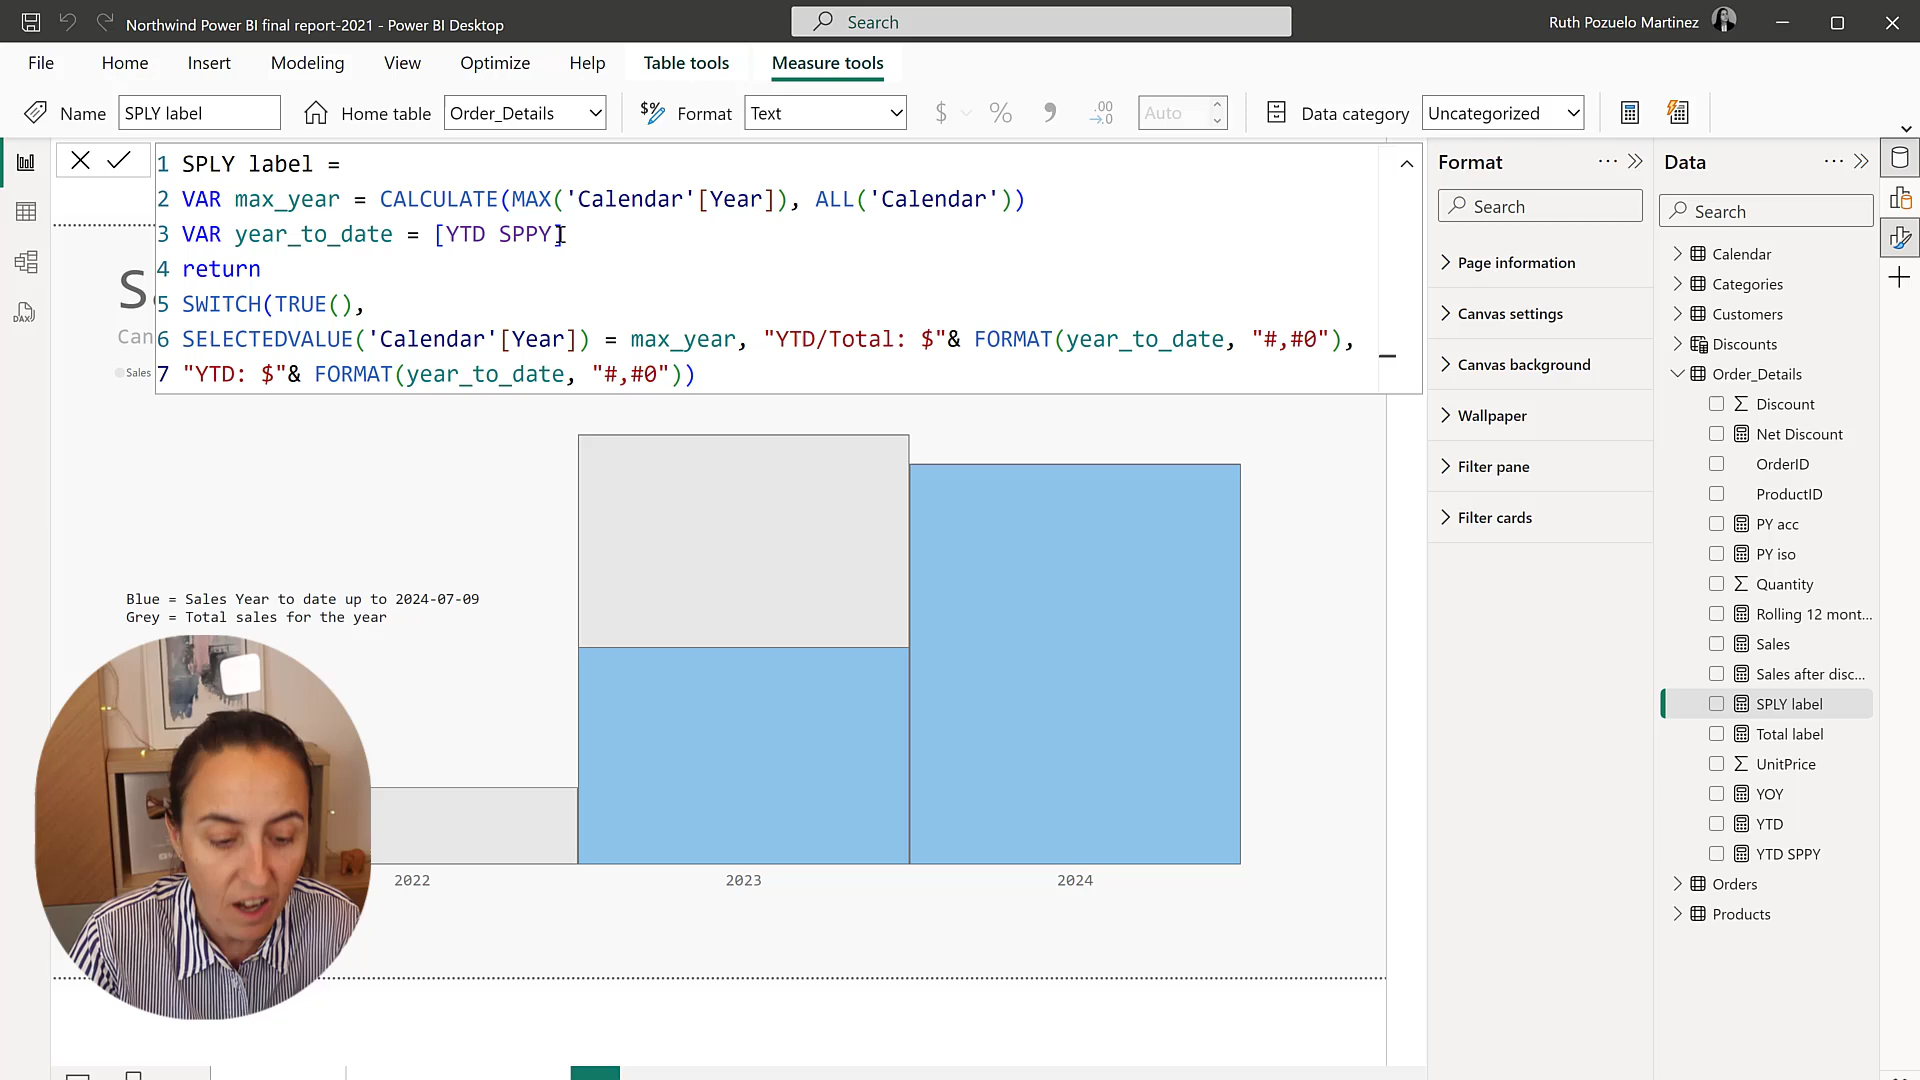 Northwind Power BI final report-2021 - Power BI Desktop
Search
Ruth Pozuelo Martinez
File
Home
Insert
Modeling
View
Optimize
Help
Table tools
Measure tools
Name
SPLY label
Home table
Order_Details
Format
Text
$
%
.00
→.0
Auto
Data category
Uncategorized
1 SPLY label =
2 VAR max_year = CALCULATE(MAX('Calendar'[Year]), ALL('Calendar'))
3 VAR year_to_date = [YTD SPPY]
4 return
5 SWITCH(TRUE(),
6 SELECTEDVALUE('Calendar'[Year]) = max_year, "YTD/Total: $"& FORMAT(year_to_date, "#,#0"),
7 "YTD: $"& FORMAT(year_to_date, "#,#0"))
DAX
Sales
Blue = Sales Year to date up to 2024-07-09
Grey = Total sales for the year
2022
2023
2024
Format
Search
Page information
Canvas settings
Canvas background
Wallpaper
Filter pane
Filter cards
Data
Search
Calendar
Categories
Customers
Discounts
Order_Details
Discount
Net Discount
OrderID
ProductID
PY acc
PY iso
Quantity
Rolling 12 mont...
Sales
Sales after disc...
SPLY label
Total label
UnitPrice
YOY
YTD
YTD SPPY
Orders
Products